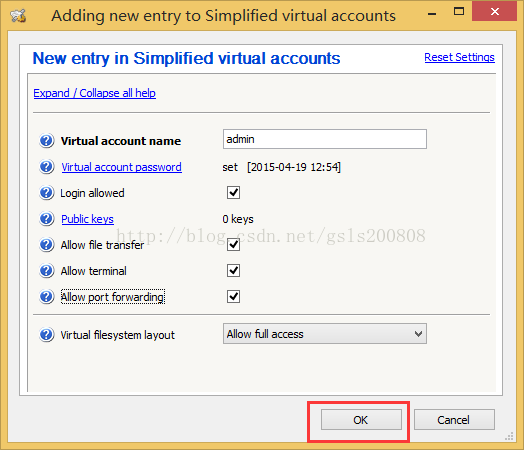 Adding new entry to Simplified virtual accounts
New entry in Simplified virtual accounts
Reset Settings
Expand / Collapse all help
Virtual account name
admin
Virtual account password
set [2015-04-19 12:54]
Login allowed
Public keys
0 keys
http://blog.csdn.net/gsls200808
Allow file transfer
Allow terminal
Allow port forwarding
Virtual filesystem layout
Allow full access
OK
Cancel